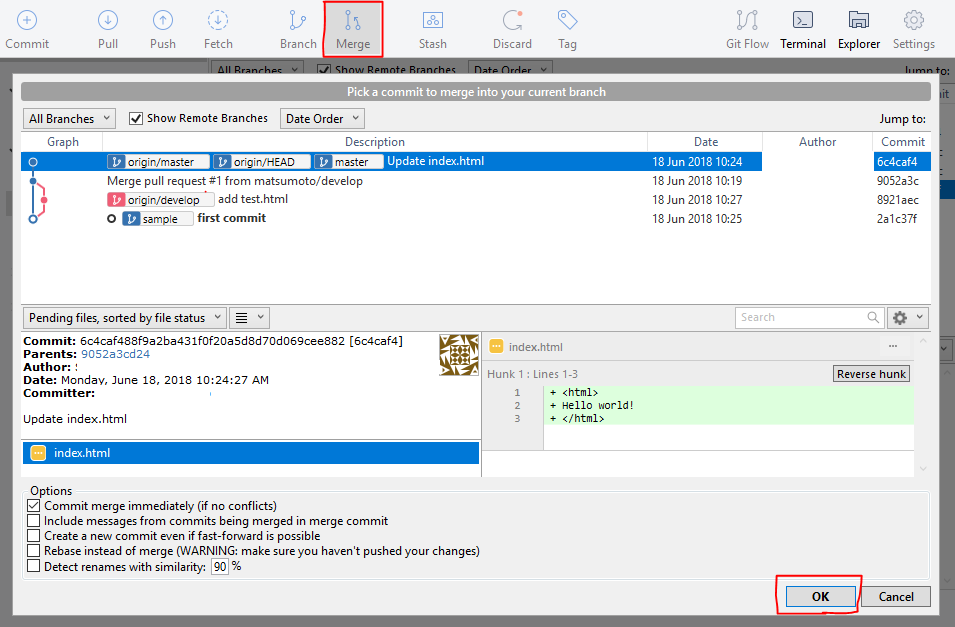 Commit Pull Push Fetch Branch Merge Stash Discard Tag Git Flow Terminal Explorer Settings
All Branches Show Remote Branches Date Order Jump to:
Pick a commit to merge into your current branch
All Branches Show Remote Branches Date Order Jump to:
Graph Description Date Author Commit
origin/master origin/HEAD master Update index.html 18 Jun 2018 10:24 6c4caf4
Merge pull request #1 from matsumoto/develop 18 Jun 2018 10:19 9052a3c
origin/develop add test.html 18 Jun 2018 10:27 8921aec
sample first commit 18 Jun 2018 10:25 2a1c37f
Pending files, sorted by file status Search
Commit: 6c4caf488f9a2ba431f0f20a5d8d70d069cee882 [6c4caf4]
Parents: 9052a3cd24
Author:
Date: Monday, June 18, 2018 10:24:27 AM
Committer:
Update index.html
index.html
index.html
Hunk 1 : Lines 1-3 Reverse hunk
1 + <html>
2 + Hello world!
3 + </html>
Options
Commit merge immediately (if no conflicts)
Include messages from commits being merged in merge commit
Create a new commit even if fast-forward is possible
Rebase instead of merge (WARNING: make sure you haven't pushed your changes)
Detect renames with similarity: 90 %
OK Cancel